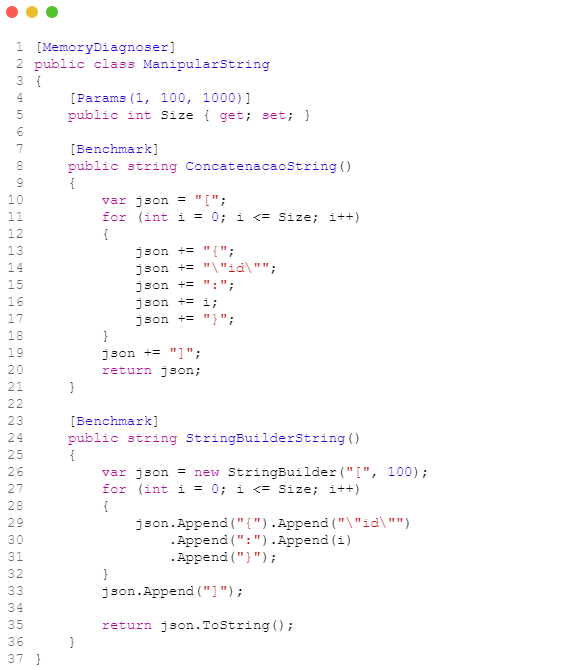 1 [MemoryDiagnoser]
2 public class ManipularString
3 {
4     [Params(1, 100, 1000)]
5     public int Size { get; set; }
6
7     [Benchmark]
8     public string ConcatenacaoString()
9     {
10         var json = "[";
11         for (int i = 0; i <= Size; i++)
12         {
13             json += "{";
14             json += "\"id\"";
15             json += ":";
16             json += i;
17             json += "}";
18         }
19         json += "]";
20         return json;
21     }
22
23     [Benchmark]
24     public string StringBuilderString()
25     {
26         var json = new StringBuilder("[", 100);
27         for (int i = 0; i <= Size; i++)
28         {
29             json.Append("{").Append("\"id\"")
30                 .Append(":").Append(i)
31                 .Append("}");
32         }
33         json.Append("]");
34
35         return json.ToString();
36     }
37 }